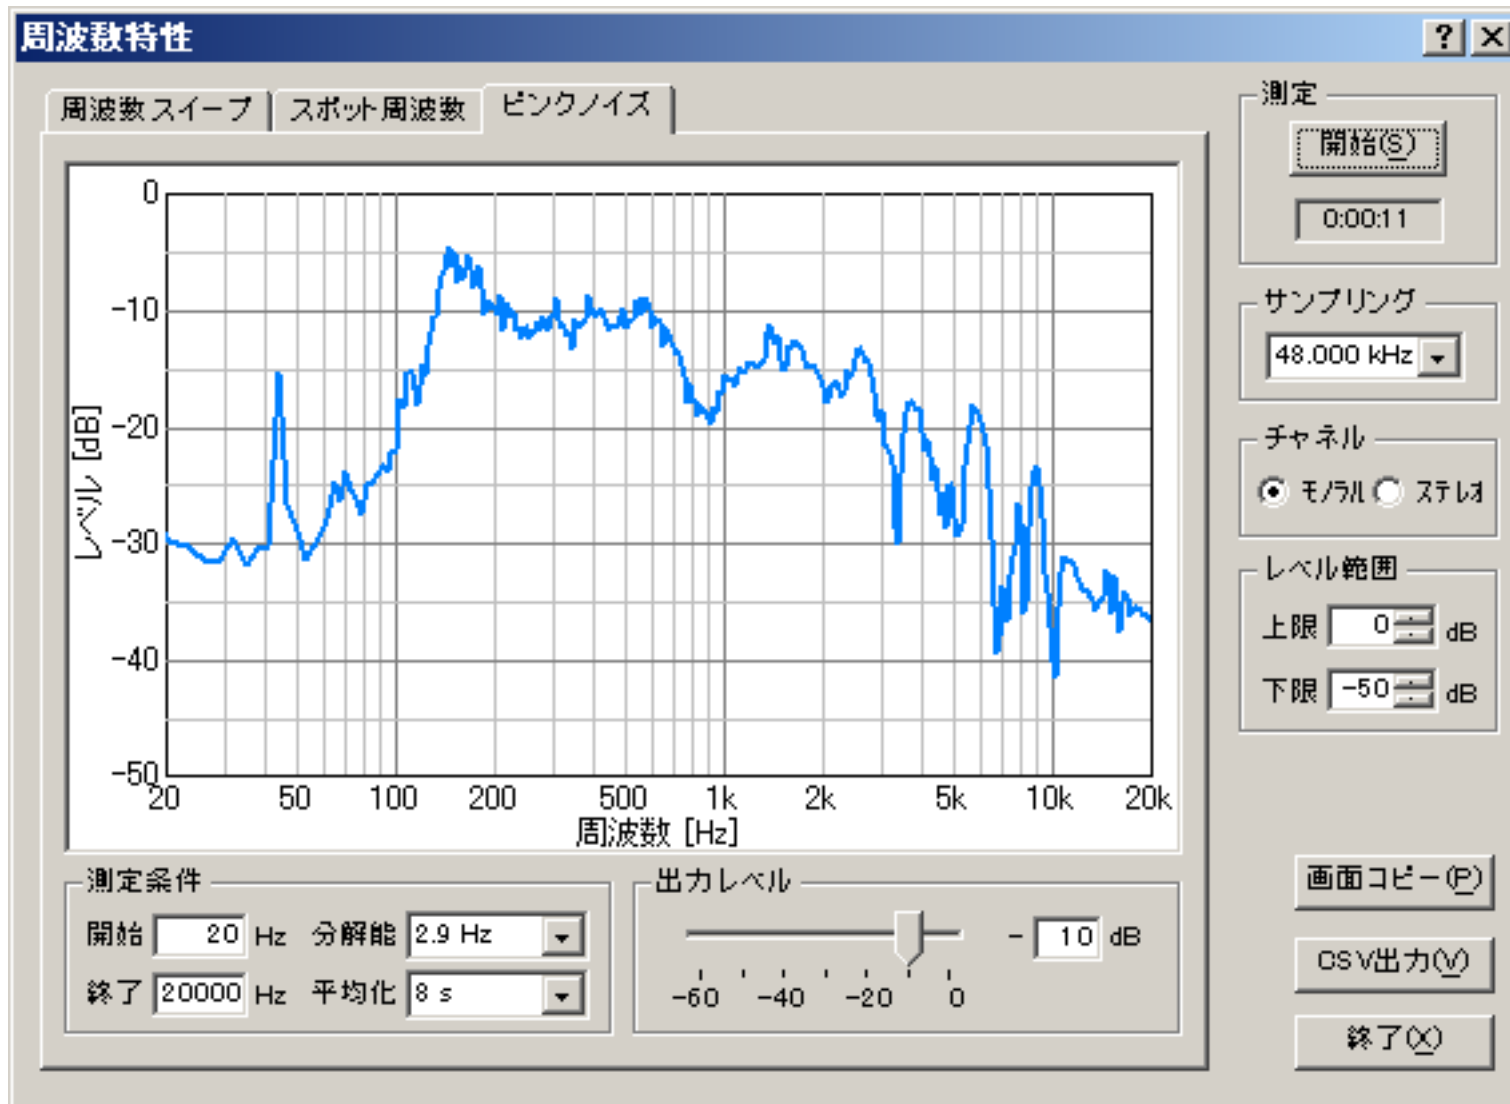 周波数特性
周波数スイープ スポット周波数 ピンクノイズ
0
-10
-20
-30
-40
-50
レベル [dB]
20 50 100 200 500 1k 2k 5k 10k 20k
周波数 [Hz]
測定条件
開始 20 Hz 分解能 2.9 Hz
終了 20000 Hz 平均化 8 s
出力レベル
- 10 dB
-60 -40 -20 0
測定
開始(S)
0:00:11
サンプリング
48.000 kHz
チャネル
モノラル ステレオ
レベル範囲
上限 0 dB
下限 -50 dB
画面コピー(P)
CSV出力(V)
終了(X)